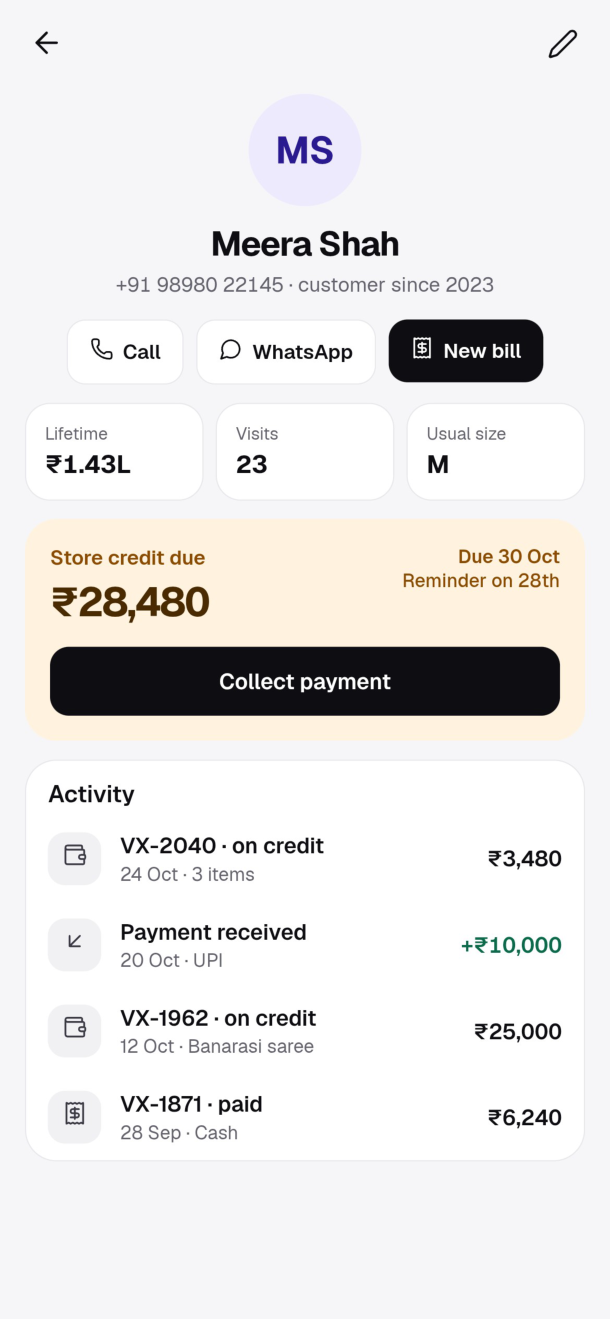 MS
Meera Shah
+91 98980 22145 · customer since 2023
Call
WhatsApp
New bill
Lifetime
₹1.43L
Visits
23
Usual size
M
Store credit due
₹28,480
Due 30 Oct
Reminder on 28th
Collect payment
Activity
VX-2040 · on credit
24 Oct · 3 items
₹3,480
Payment received
20 Oct · UPI
+₹10,000
VX-1962 · on credit
12 Oct · Banarasi saree
₹25,000
VX-1871 · paid
28 Sep · Cash
₹6,240